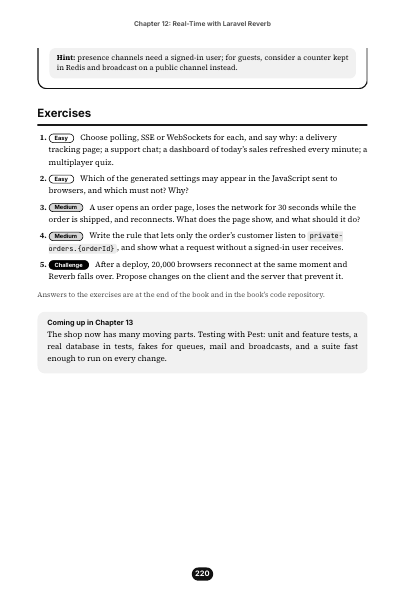 Chapter 12: Real-Time with Laravel Reverb
Hint: presence channels need a signed-in user; for guests, consider a counter kept
in Redis and broadcast on a public channel instead.
Exercises
1. Easy Choose polling, SSE or WebSockets for each, and say why: a delivery
tracking page; a support chat; a dashboard of today's sales refreshed every minute; a
multiplayer quiz.
2. Easy Which of the generated settings may appear in the JavaScript sent to
browsers, and which must not? Why?
3. Medium A user opens an order page, loses the network for 30 seconds while the
order is shipped, and reconnects. What does the page show, and what should it do?
4. Medium Write the rule that lets only the order's customer listen to private-
orders.{orderId}, and show what a request without a signed-in user receives.
5. Challenge After a deploy, 20,000 browsers reconnect at the same moment and
Reverb falls over. Propose changes on the client and the server that prevent it.
Answers to the exercises are at the end of the book and in the book's code repository.
Coming up in Chapter 13
The shop now has many moving parts. Testing with Pest: unit and feature tests, a
real database in tests, fakes for queues, mail and broadcasts, and a suite fast
enough to run on every change.
220